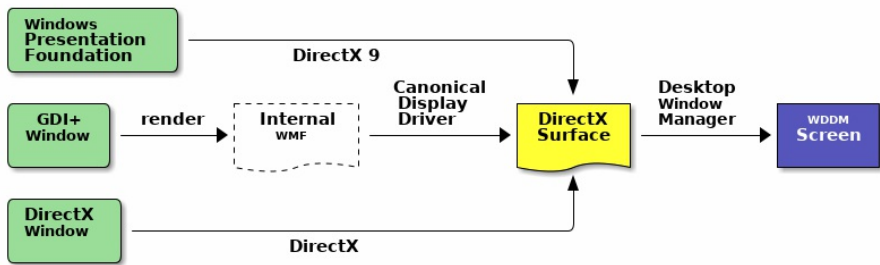 Windows
Presentation
Foundation
DirectX 9
GDI+
Window
render
Internal
WMF
Canonical
Display
Driver
DirectX
Surface
Desktop
Window
Manager
WDDM
Screen
DirectX
Window
DirectX